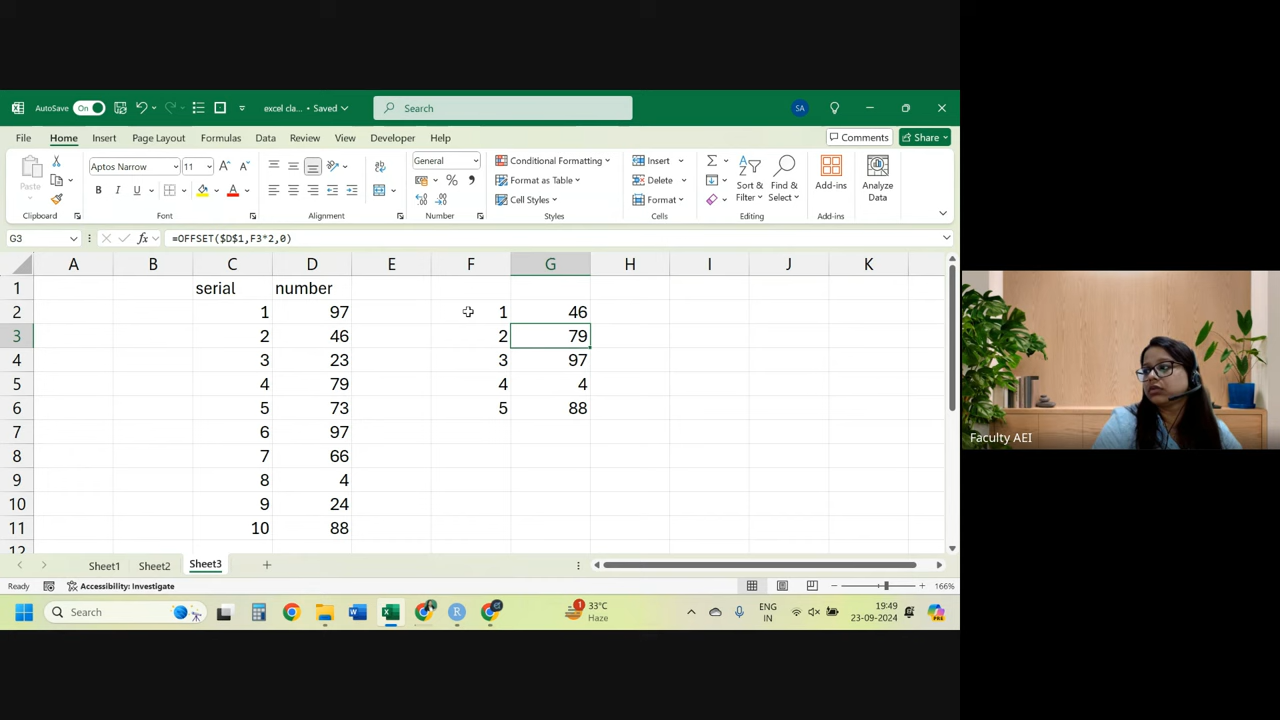 AutoSave On excel cla... • Saved Search SA
File Home Insert Page Layout Formulas Data Review View Developer Help Comments Share
Paste Aptos Narrow 11 General Conditional Formatting Insert Sort & Filter Find & Select Add-ins Analyze Data
B I U A % Format as Table Delete
Cell Styles Format
Clipboard Font Alignment Number Styles Cells Editing Add-ins
G3 fx =OFFSET($D$1,F3*2,0)
A B C D E F G H I J K
1 serial number
2 1 97 1 46
3 2 46 2 79
4 3 23 3 97
5 4 79 4 4
6 5 73 5 88
7 6 97
8 7 66
9 8 4
10 9 24
11 10 88
12
Sheet1 Sheet2 Sheet3 +
Ready Accessibility: Investigate 166%
Search 33°C Haze ENG IN 19:49 23-09-2024
Faculty AEI